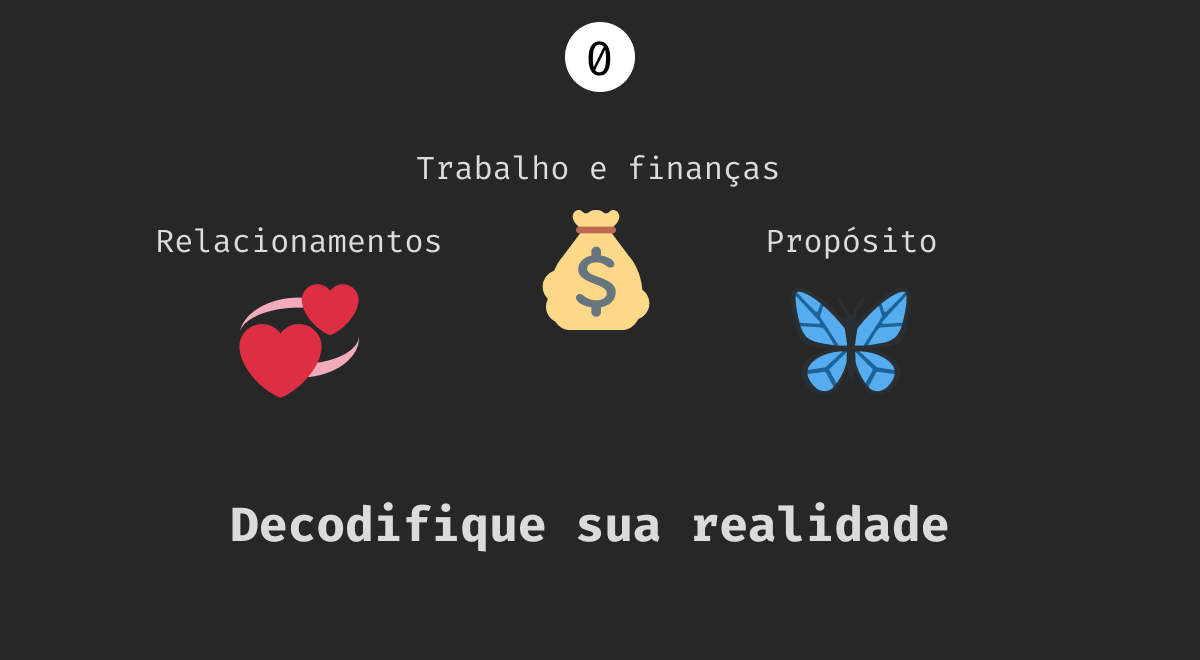 0
Trabalho e finanças
Relacionamentos
Propósito
$
Decodifique sua realidade